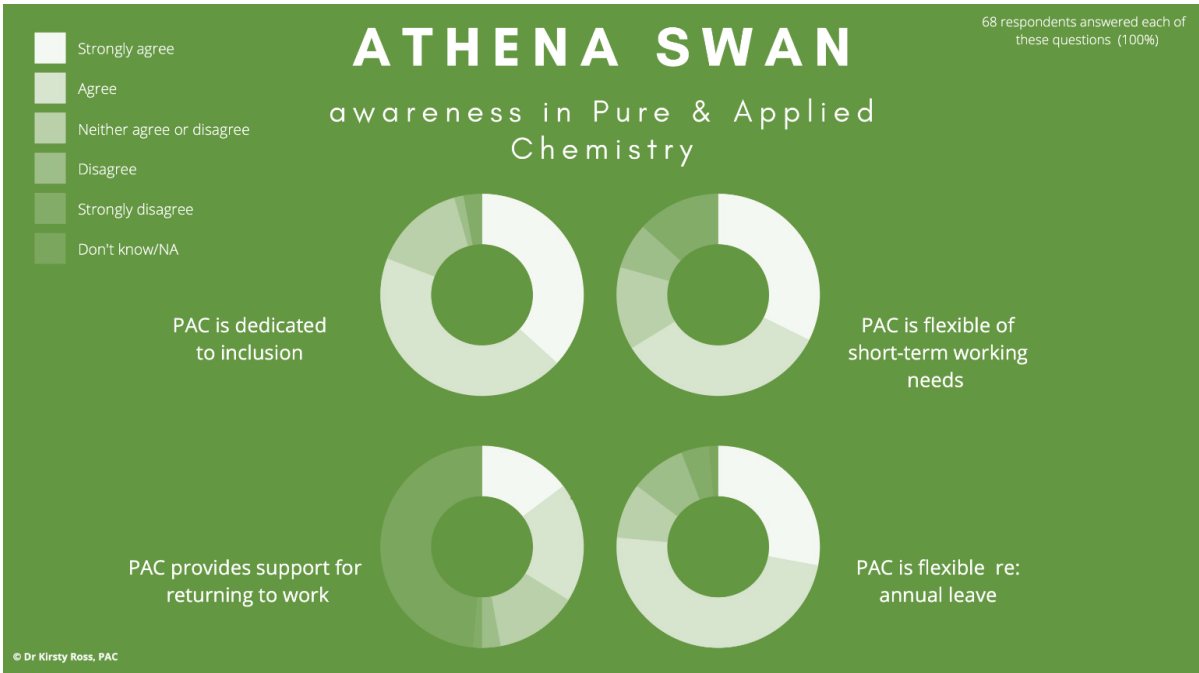 ATHENA SWAN
awareness in Pure & Applied
Chemistry
68 respondents answered each of
these questions (100%)
Strongly agree
Agree
Neither agree or disagree
Disagree
Strongly disagree
Don't know/NA
PAC is dedicated
to inclusion
PAC is flexible of
short-term working
needs
PAC provides support for
returning to work
PAC is flexible re:
annual leave
© Dr Kirsty Ross, PAC